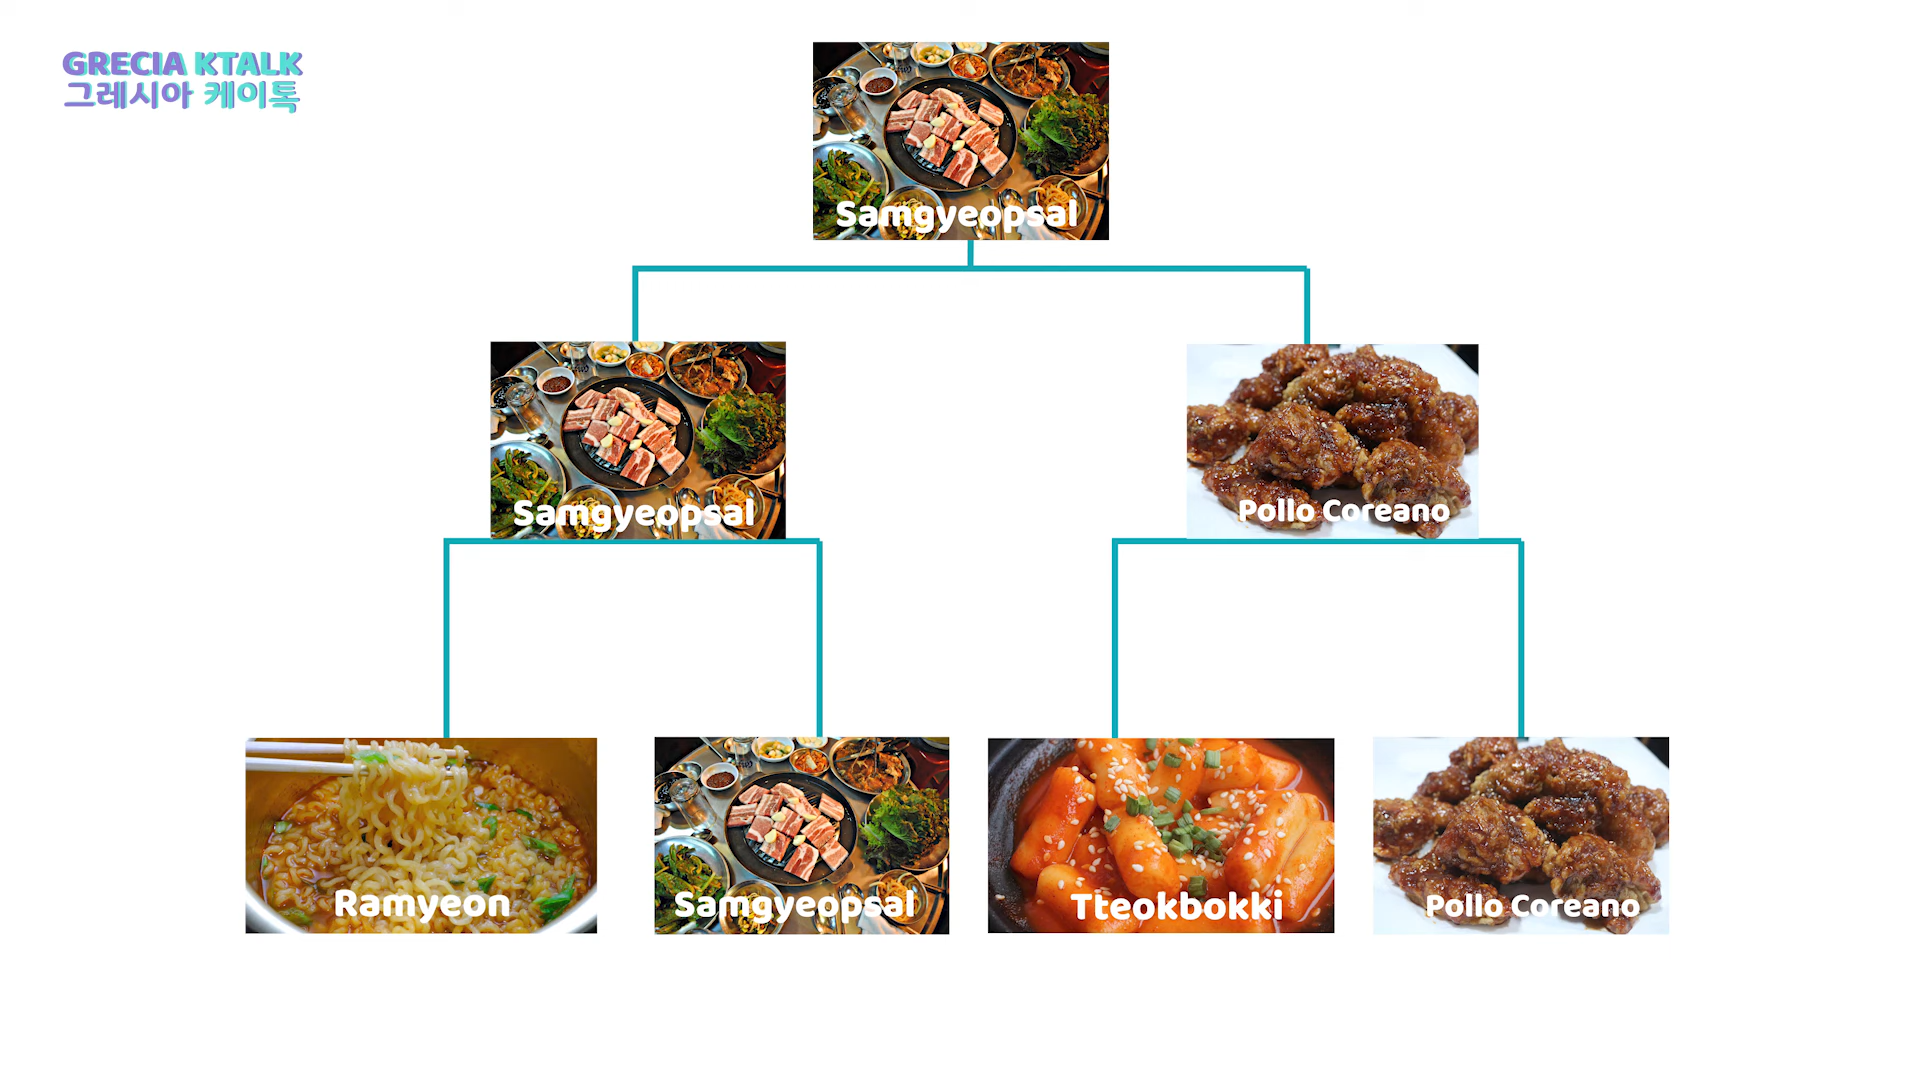 GRECIA KTALK
그레시아 케이톡
Samgyeopsal
Samgyeopsal
Pollo Coreano
Ramyeon
Samgyeopsal
Tteokbokki
Pollo Coreano